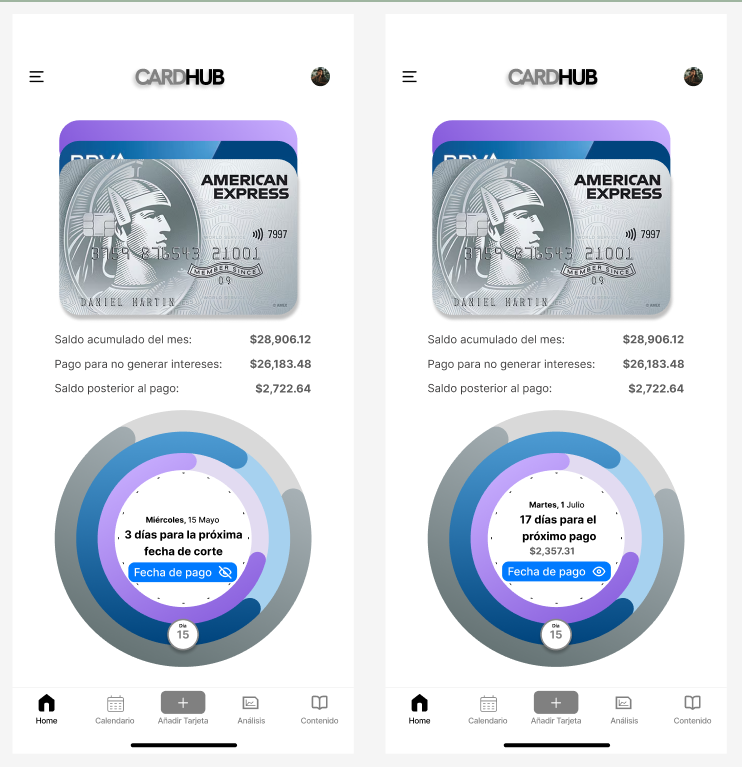 CARDHUB
BBVA
AMERICAN
EXPRESS
7997
3759 876543 21001
MEMBER SINCE
09
DANIEL MARTIN
© AMEX
Saldo acumulado del mes: $28,906.12
Pago para no generar intereses: $26,183.48
Saldo posterior al pago: $2,722.64
Miércoles, 15 Mayo
3 días para la próxima
fecha de corte
Fecha de pago
Día
15
Home Calendario Añadir Tarjeta Análisis Contenido
CARDHUB
BBVA
AMERICAN
EXPRESS
7997
3759 876543 21001
MEMBER SINCE
09
DANIEL MARTIN
© AMEX
Saldo acumulado del mes: $28,906.12
Pago para no generar intereses: $26,183.48
Saldo posterior al pago: $2,722.64
Martes, 1 Julio
17 días para el
próximo pago
$2,357.31
Fecha de pago
Día
15
Home Calendario Añadir Tarjeta Análisis Contenido